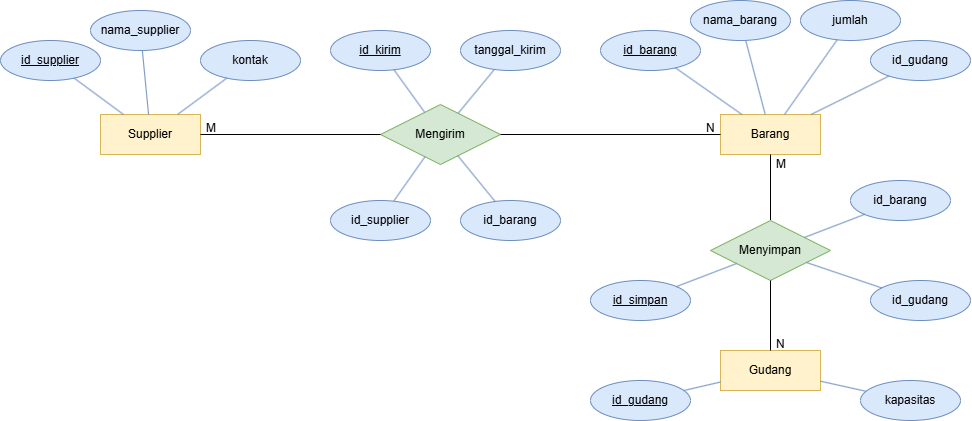 nama_supplier
id_supplier
kontak
Supplier
M
id_kirim
tanggal_kirim
Mengirim
id_supplier
id_barang
N
nama_barang
jumlah
id_barang
id_gudang
Barang
M
id_barang
Menyimpan
id_simpan
id_gudang
N
Gudang
id_gudang
kapasitas